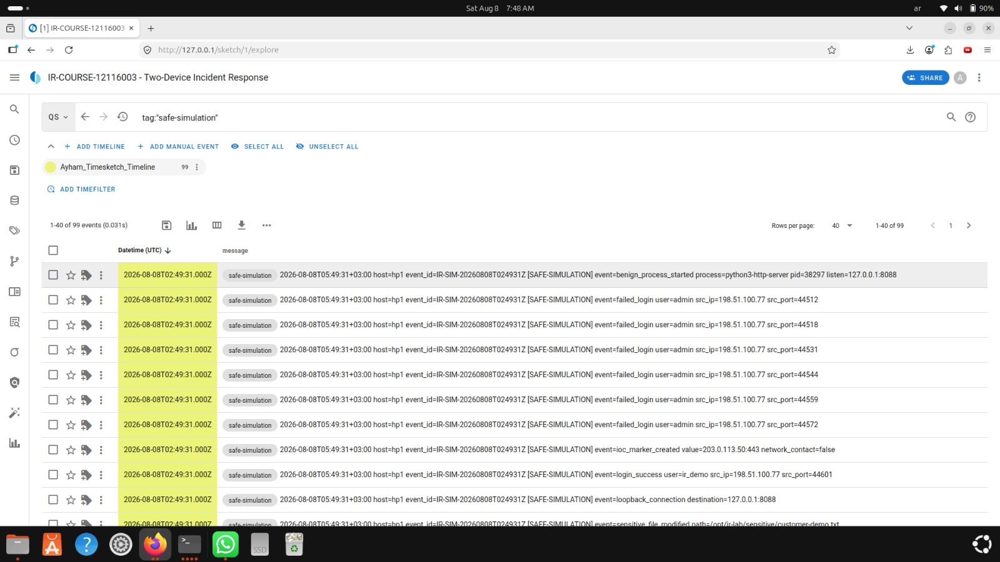 Sat Aug 8 7:48 AM
ar
90%
[1] IR-COURSE-12116003
http://127.0.0.1/sketch/1/explore
IR-COURSE-12116003 - Two-Device Incident Response
SHARE
A
QS
tag:"safe-simulation"
ADD TIMELINE
ADD MANUAL EVENT
SELECT ALL
UNSELECT ALL
Ayham_Timesketch_Timeline 99
ADD TIMEFILTER
1-40 of 99 events (0.031s)
Rows per page: 40 1-40 of 99 1
Datetime (UTC) message
2026-08-08T02:49:31.000Z safe-simulation 2026-08-08T05:49:31+03:00 host=hp1 event_id=IR-SIM-20260808T024931Z [SAFE-SIMULATION] event=benign_process_started process=python3-http-server pid=38297 listen=127.0.0.1:8088
2026-08-08T02:49:31.000Z safe-simulation 2026-08-08T05:49:31+03:00 host=hp1 event_id=IR-SIM-20260808T024931Z [SAFE-SIMULATION] event=failed_login user=admin src_ip=198.51.100.77 src_port=44512
2026-08-08T02:49:31.000Z safe-simulation 2026-08-08T05:49:31+03:00 host=hp1 event_id=IR-SIM-20260808T024931Z [SAFE-SIMULATION] event=failed_login user=admin src_ip=198.51.100.77 src_port=44518
2026-08-08T02:49:31.000Z safe-simulation 2026-08-08T05:49:31+03:00 host=hp1 event_id=IR-SIM-20260808T024931Z [SAFE-SIMULATION] event=failed_login user=admin src_ip=198.51.100.77 src_port=44531
2026-08-08T02:49:31.000Z safe-simulation 2026-08-08T05:49:31+03:00 host=hp1 event_id=IR-SIM-20260808T024931Z [SAFE-SIMULATION] event=failed_login user=admin src_ip=198.51.100.77 src_port=44544
2026-08-08T02:49:31.000Z safe-simulation 2026-08-08T05:49:31+03:00 host=hp1 event_id=IR-SIM-20260808T024931Z [SAFE-SIMULATION] event=failed_login user=admin src_ip=198.51.100.77 src_port=44559
2026-08-08T02:49:31.000Z safe-simulation 2026-08-08T05:49:31+03:00 host=hp1 event_id=IR-SIM-20260808T024931Z [SAFE-SIMULATION] event=failed_login user=admin src_ip=198.51.100.77 src_port=44572
2026-08-08T02:49:31.000Z safe-simulation 2026-08-08T05:49:31+03:00 host=hp1 event_id=IR-SIM-20260808T024931Z [SAFE-SIMULATION] event=ioc_marker_created value=203.0.113.50:443 network_contact=false
2026-08-08T02:49:31.000Z safe-simulation 2026-08-08T05:49:31+03:00 host=hp1 event_id=IR-SIM-20260808T024931Z [SAFE-SIMULATION] event=login_success user=ir_demo src_ip=198.51.100.77 src_port=44601
2026-08-08T02:49:31.000Z safe-simulation 2026-08-08T05:49:31+03:00 host=hp1 event_id=IR-SIM-20260808T024931Z [SAFE-SIMULATION] event=loopback_connection destination=127.0.0.1:8088
2026-08-08T02:49:31.000Z safe-simulation 2026-08-08T05:49:31+03:00 host=hp1 event_id=IR-SIM-20260808T024931Z [SAFE-SIMULATION] event=sensitive_file_modified path=/opt/ir-lab/sensitive/customer-demo.txt
SSD